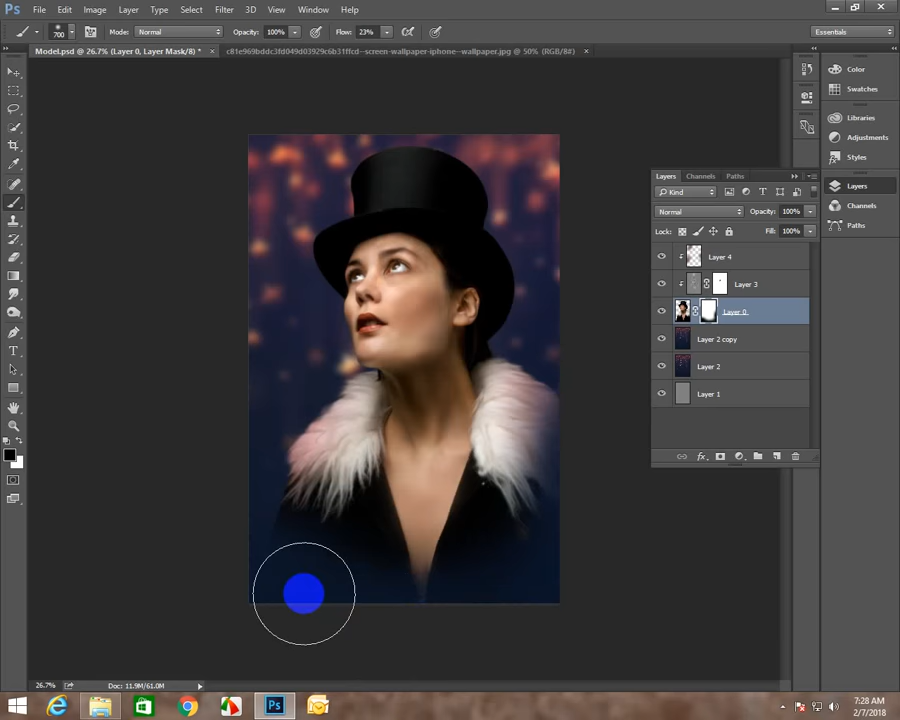 Ps File Edit Image Layer Type Select Filter 3D View Window Help
700 Mode: Normal Opacity: 100% Flow: 23% Essentials
Model.psd @ 26.7% (Layer 0, Layer Mask/8) * × c81e969bddc3fd04d03929c6b31ffcd--screen-wallpaper-iphone--wallpaper.jpg @ 50% (RGB/8#) ×
Color
Swatches
Libraries
Adjustments
Styles
Layers
Channels
Paths
Layers Channels Paths
Kind
Normal Opacity: 100%
Lock: Fill: 100%
Layer 4
Layer 3
Layer 0
Layer 2 copy
Layer 2
Layer 1
fx
26.7% Doc: 11.9M/61.0M
Ps 7:28 AM
2/7/2018